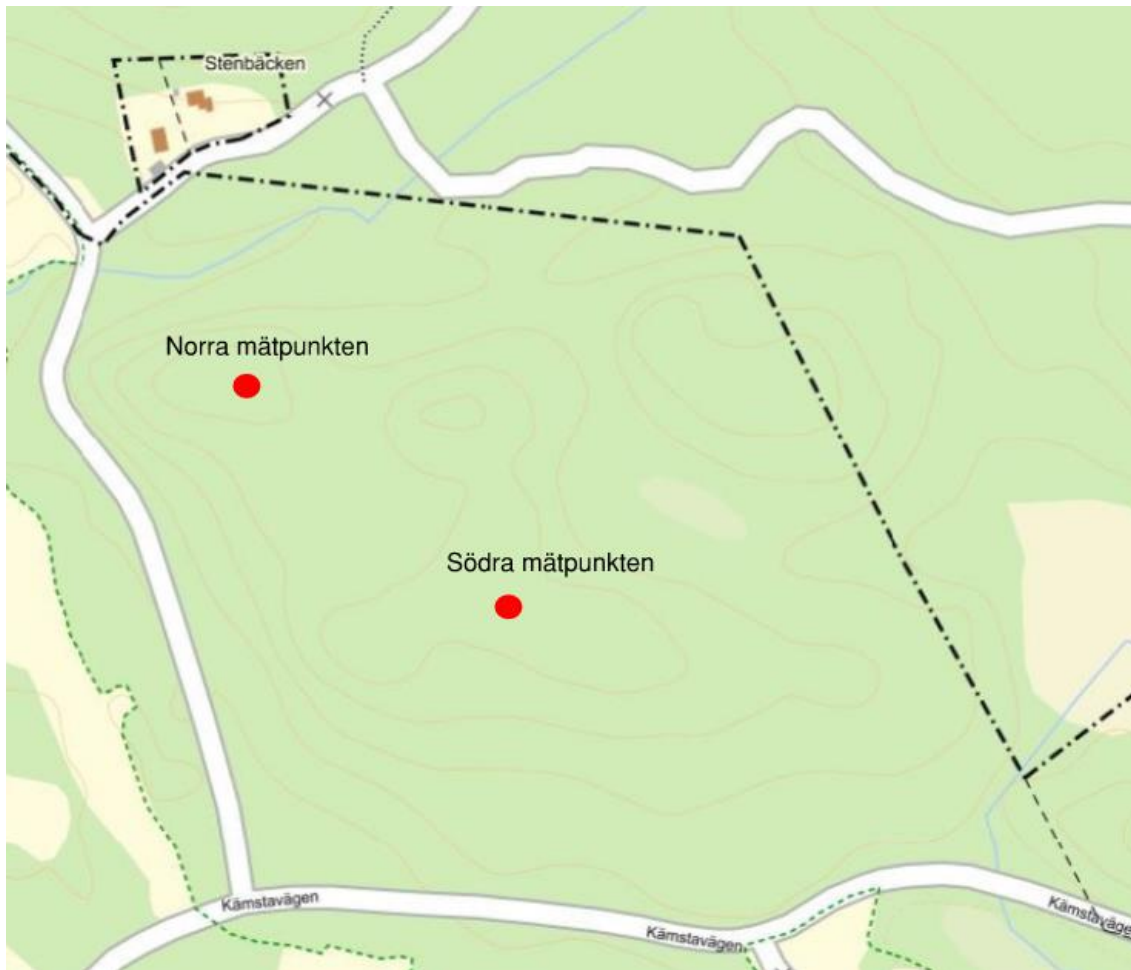 Stenbäcken
Norra mätpunkten
Södra mätpunkten
Kämstavägen
Kämstavägen
Kämstaväge